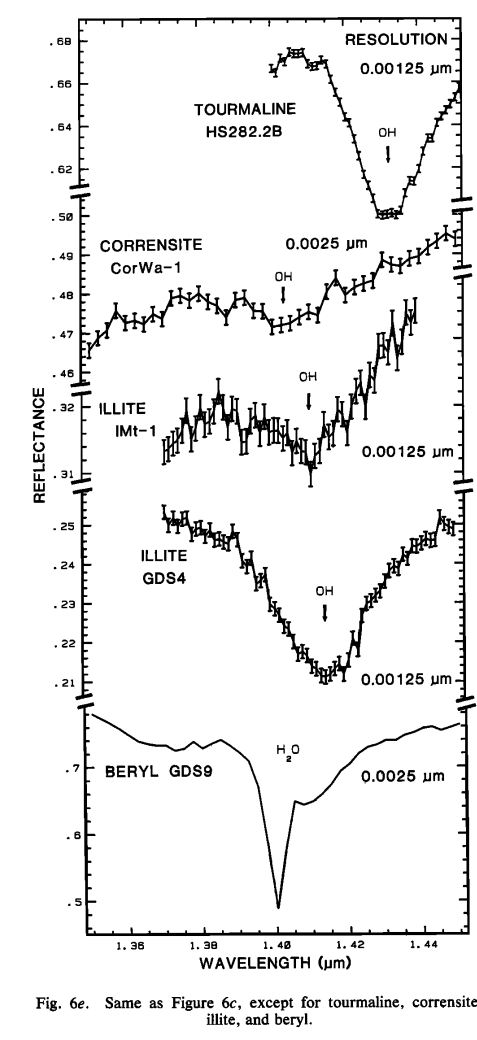 RESOLUTION
0.00125 µm
TOURMALINE
HS282.2B
OH
.68
.66
.64
.62
.50
CORRENSITE
CorWa-1
0.0025 µm
OH
.49
.48
.47
.46
ILLITE
IMt-1
OH
0.00125 µm
.32
.31
REFLECTANCE
.25
ILLITE
GDS4
OH
0.00125 µm
.24
.23
.22
.21
H2O
BERYL GDS9
0.0025 µm
.7
.6
.5
1.36
1.38
1.40
1.42
1.44
WAVELENGTH (µm)
Fig. 6e. Same as Figure 6c, except for tourmaline, corrensite
illite, and beryl.